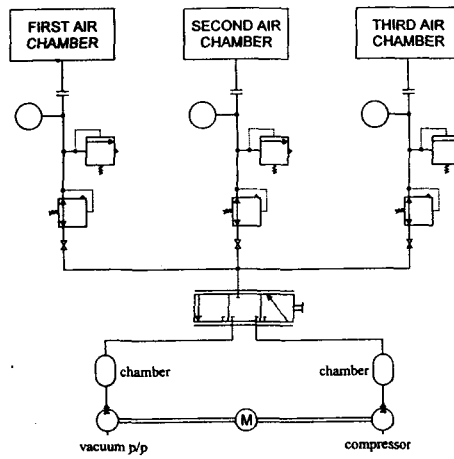 FIRST AIR
CHAMBER
SECOND AIR
CHAMBER
THIRD AIR
CHAMBER
chamber
chamber
M
vacuum p/p
compressor